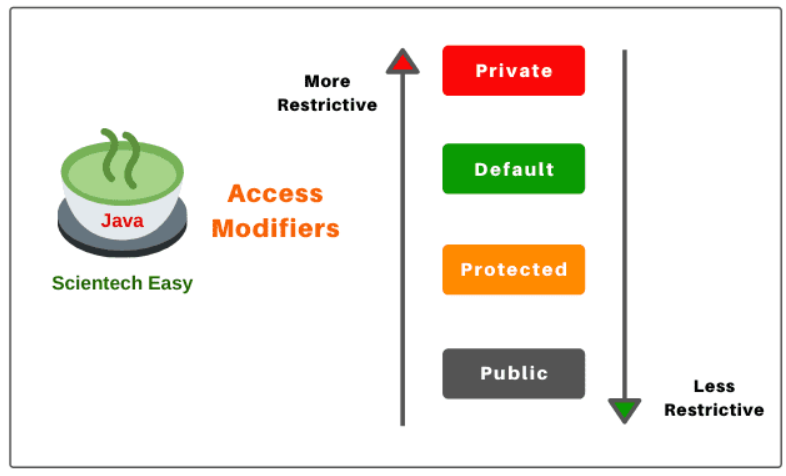 More
Restrictive
Private
Default
Java
Access
Modifiers
Scientech Easy
Protected
Public
Less
Restrictive